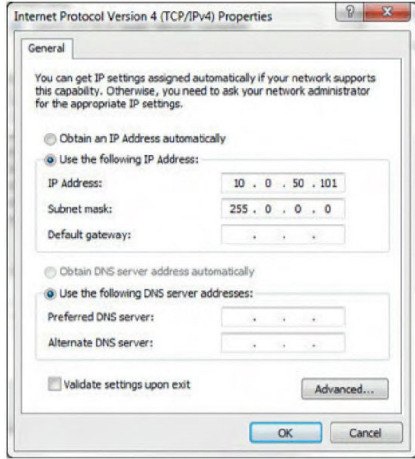 Internet Protocol Version 4 (TCP/IPv4) Properties
?
General
You can get IP settings assigned automatically if your network supports
this capability. Otherwise, you need to ask your network administrator
for the appropriate IP settings.
Obtain an IP Address automatically
Use the following IP Address:
IP Address: 10 . 0 . 50 . 101
Subnet mask: 255 . 0 . 0 . 0
Default gateway: . . .
Obtain DNS server address automatically
Use the following DNS server addresses:
Preferred DNS server: . . .
Alternate DNS server: . . .
Validate settings upon exit
Advanced...
OK Cancel